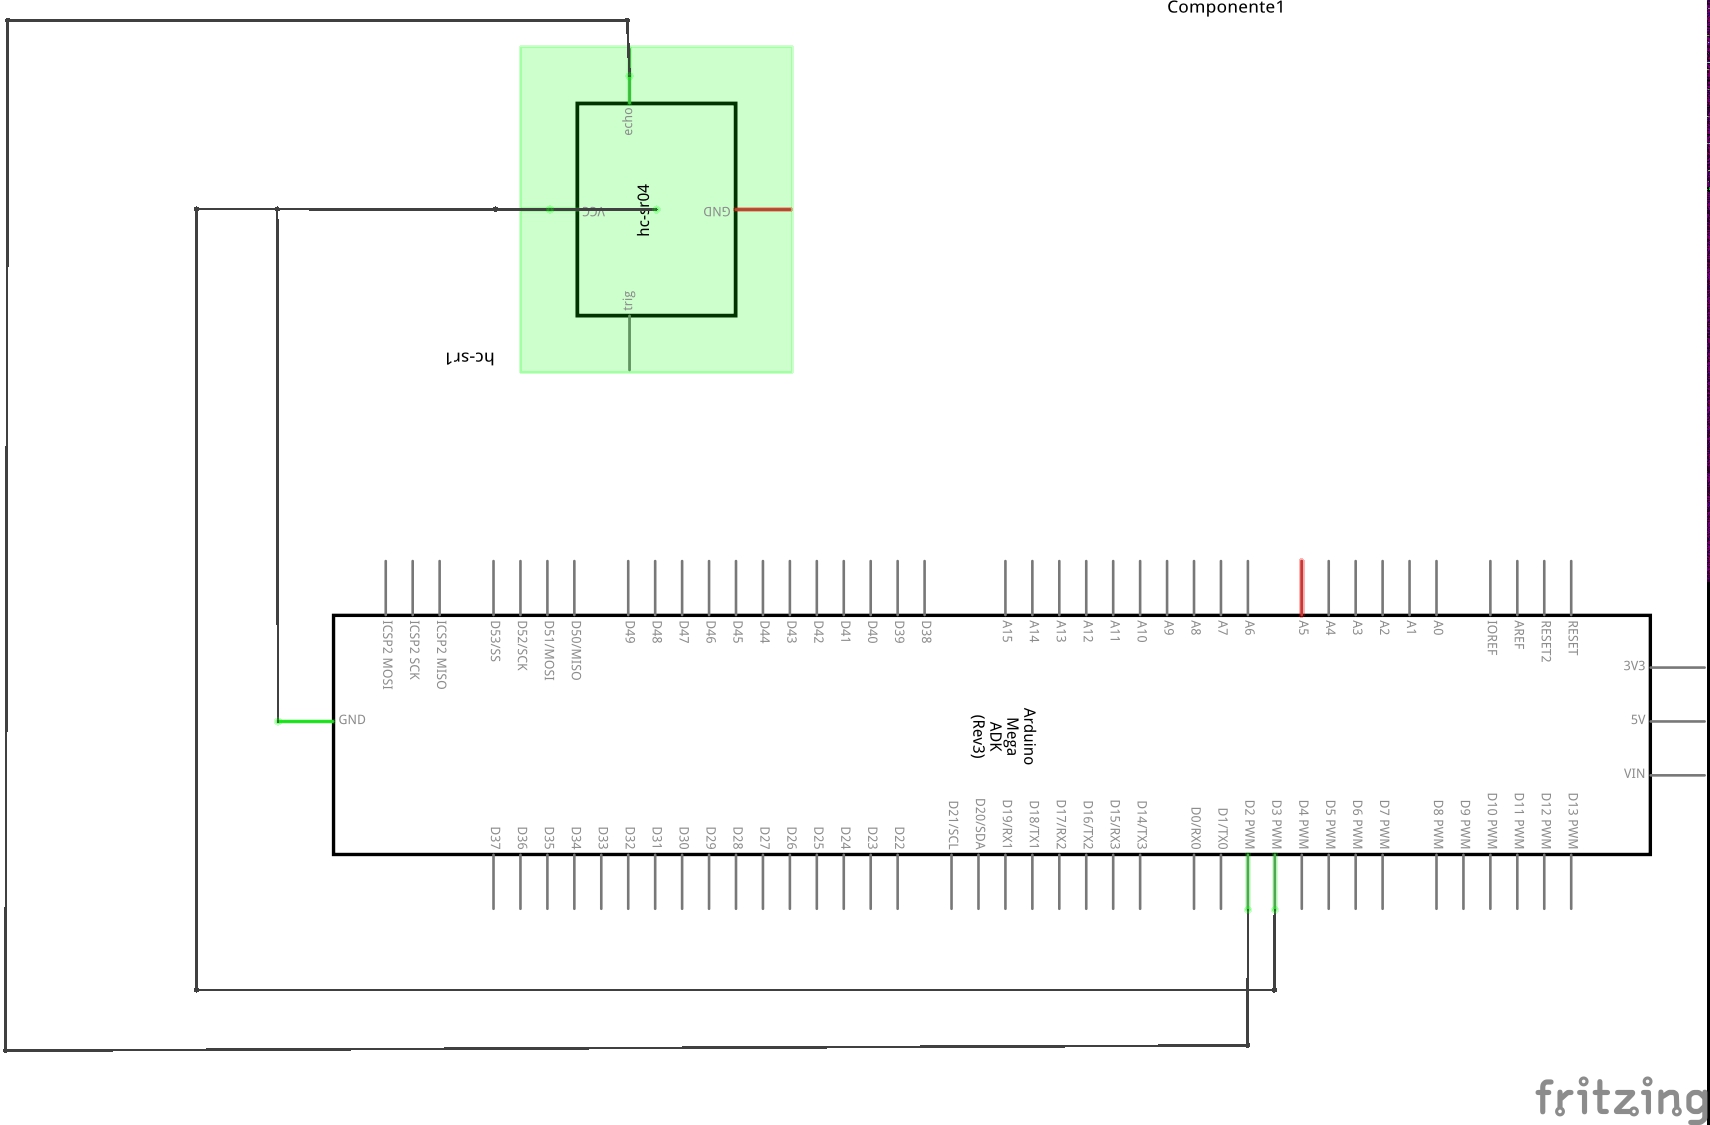 Componente1
echo
VCC
hc-sr04
GND
trig
hc-sr1
ICSP2 MOSI
ICSP2 SCK
ICSP2 MISO
D53/SS
D52/SCK
D51/MOSI
D50/MISO
D49
D48
D47
D46
D45
D44
D43
D42
D41
D40
D39
D38
A15
A14
A13
A12
A11
A10
A9
A8
A7
A6
A5
A4
A3
A2
A1
A0
IOREF
AREF
RESET2
RESET
3V3
5V
VIN
GND
Arduino
Mega
ADK
(Rev3)
D37
D36
D35
D34
D33
D32
D31
D30
D29
D28
D27
D26
D25
D24
D23
D22
D21/SCL
D20/SDA
D19/RX1
D18/TX1
D17/RX2
D16/TX2
D15/RX3
D14/TX3
D0/RX0
D1/TX0
D2 PWM
D3 PWM
D4 PWM
D5 PWM
D6 PWM
D7 PWM
D8 PWM
D9 PWM
D10 PWM
D11 PWM
D12 PWM
D13 PWM
fritzing